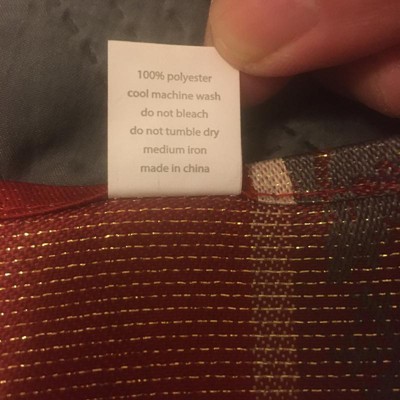 100% polyester
cool machine wash
do not bleach
do not tumble dry
medium iron
made in china